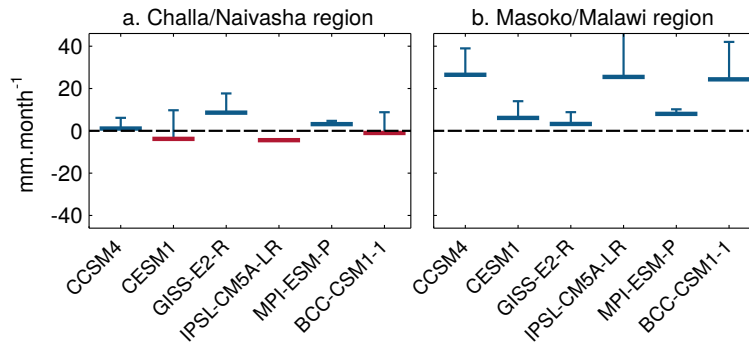 a. Challa/Naivasha region
b. Masoko/Malawi region
mm.month⁻¹
40
20
0
-20
-40
CCSM4
CESM1
GISS-E2-R
IPSL-CM5A-LR
MPI-ESM-P
BCC-CSM1-1
CCSM4
CESM1
GISS-E2-R
IPSL-CM5A-LR
MPI-ESM-P
BCC-CSM1-1